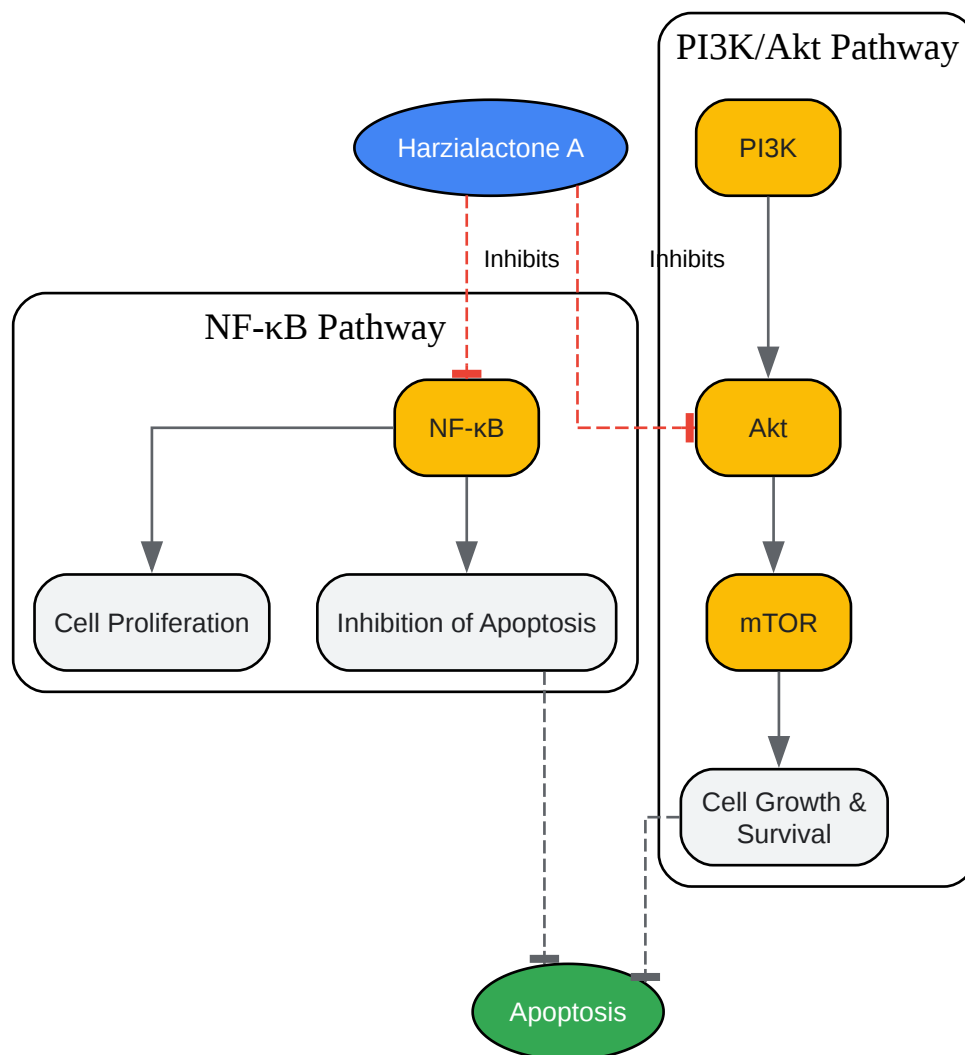 PI3K/Akt Pathway
Harzialactone A
PI3K
Inhibits
Inhibits
NF-κB Pathway
NF-κB
Akt
Cell Proliferation
Inhibition of Apoptosis
mTOR
Cell Growth &
Survival
Apoptosis